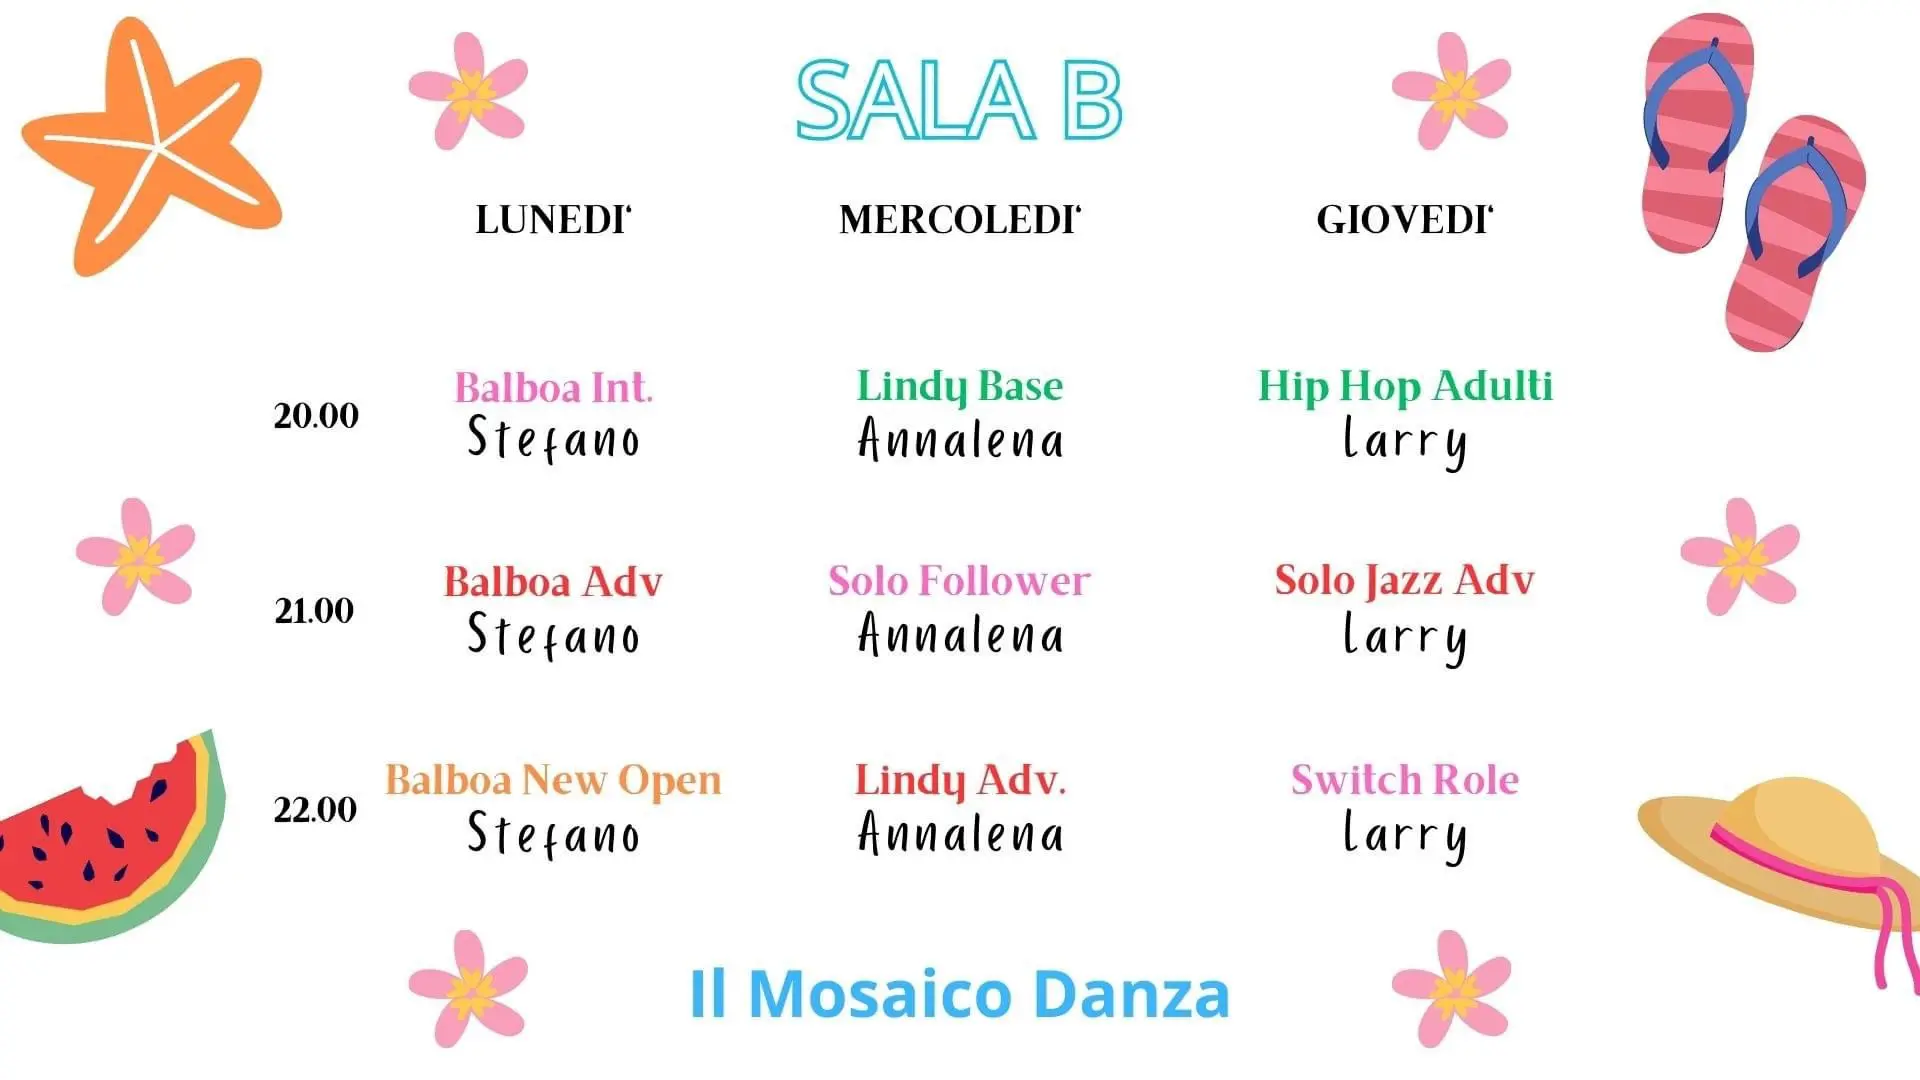 SALA B
LUNEDI‘ MERCOLEDI‘ GIOVEDI‘
Balboa Int. Lindy Base Hip Hop Adulti
20.00
Stefano Annalena Larry
Balboa Adv Solo Follower Solo Jazz Adv
21.00
Stefano Annalena Larry
Balboa New Open Lindy Adv. Switch Role
22.00
Stefano Annalena Larry
Il Mosaico Danza